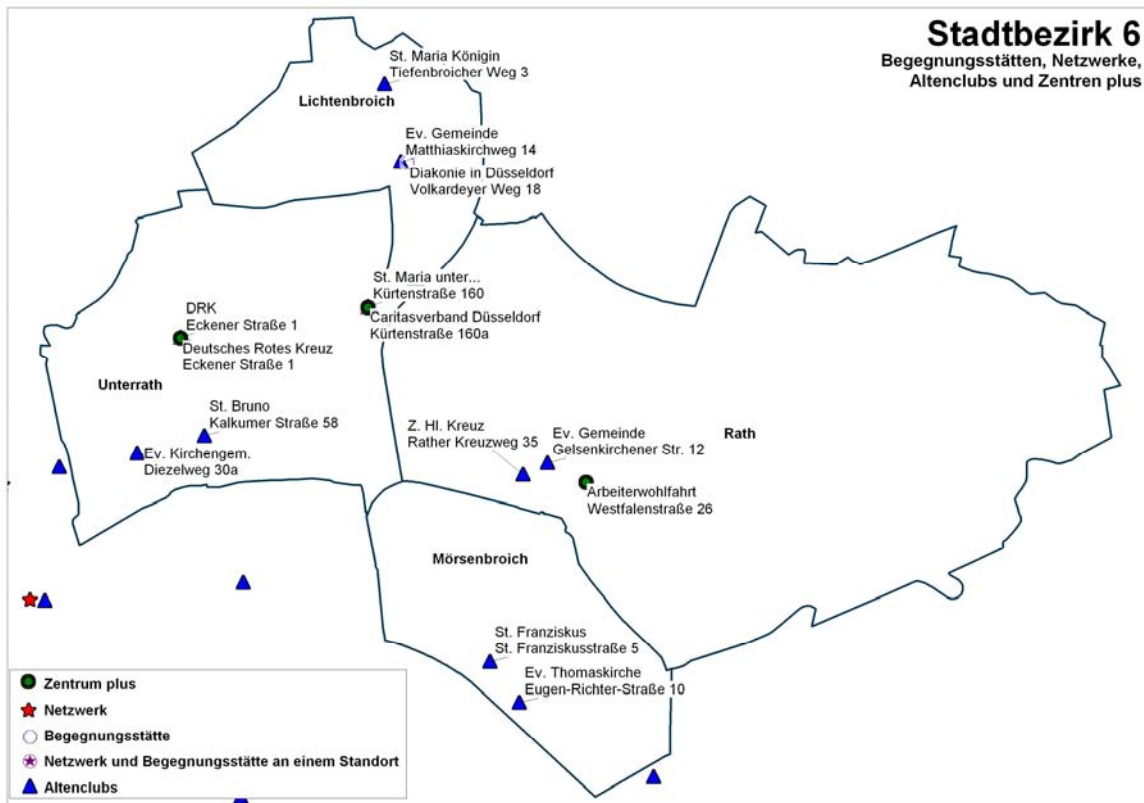 Stadtbezirk 6
Begegnungsstätten, Netzwerke,
Altenclubs und Zentren plus
St. Maria Königin
Tiefenbroicher Weg 3
Lichtenbroich
Ev. Gemeinde
Matthiaskirchweg 14
Diakonie in Düsseldorf
Volkardeyer Weg 18
St. Maria unter...
Kürtenstraße 160
Caritasverband Düsseldorf
Kürtenstraße 160a
DRK
Eckener Straße 1
Deutsches Rotes Kreuz
Eckener Straße 1
Unterrath
St. Bruno
Kalkumer Straße 58
Ev. Kirchengem.
Diezelweg 30a
Z. Hl. Kreuz
Rather Kreuzweg 35
Ev. Gemeinde
Gelsenkirchener Str. 12
Rath
Arbeiterwohlfahrt
Westfalenstraße 26
Mörsenbroich
St. Franziskus
St. Franziskusstraße 5
Ev. Thomaskirche
Eugen-Richter-Straße 10
Zentrum plus
Netzwerk
Begegnungsstätte
Netzwerk und Begegnungsstätte an einem Standort
Altenclubs